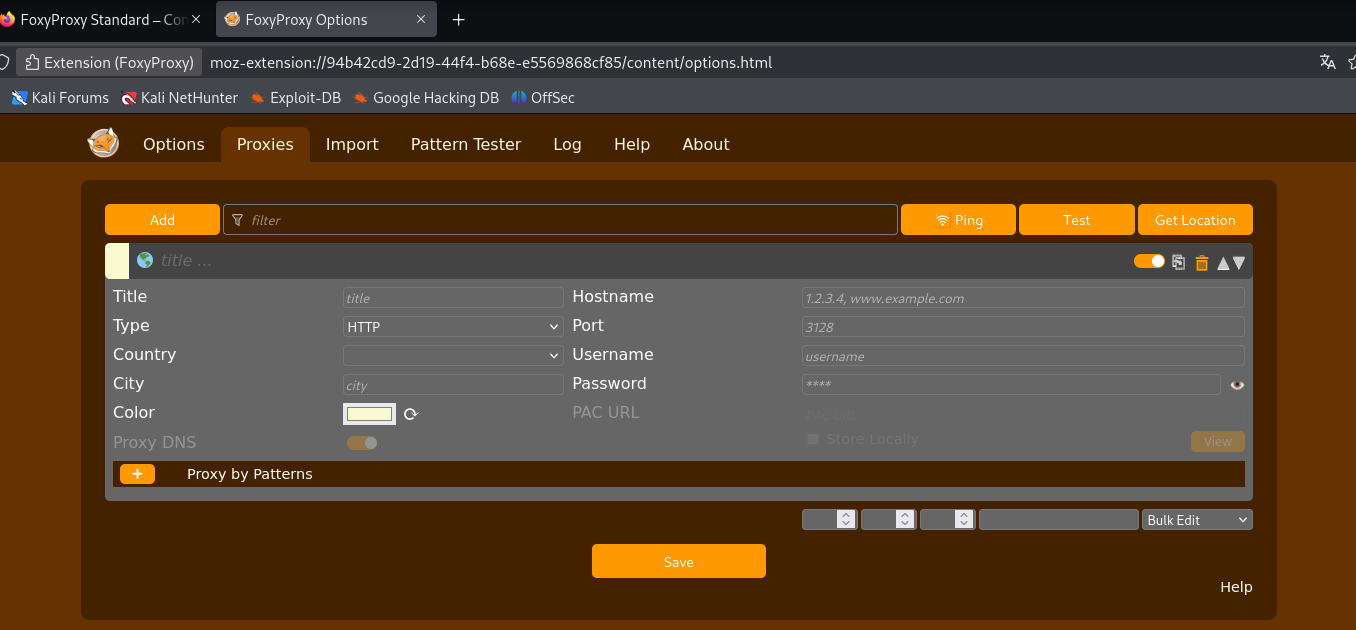 FoxyProxy Standard – Co
FoxyProxy Options
Extension (FoxyProxy) moz-extension://94b42cd9-2d19-44f4-b68e-e5569868cf85/content/options.html
Kali Forums Kali NetHunter Exploit-DB Google Hacking DB OffSec
Options Proxies Import Pattern Tester Log Help About
Add filter Ping Test Get Location
title ...
Title title Hostname 1.2.3.4, www.example.com
Type HTTP Port 3128
Country Username username
City city Password ****
Color PAC URL PAC URL
Store Locally
Proxy DNS View
+ Proxy by Patterns
Bulk Edit
Save
Help